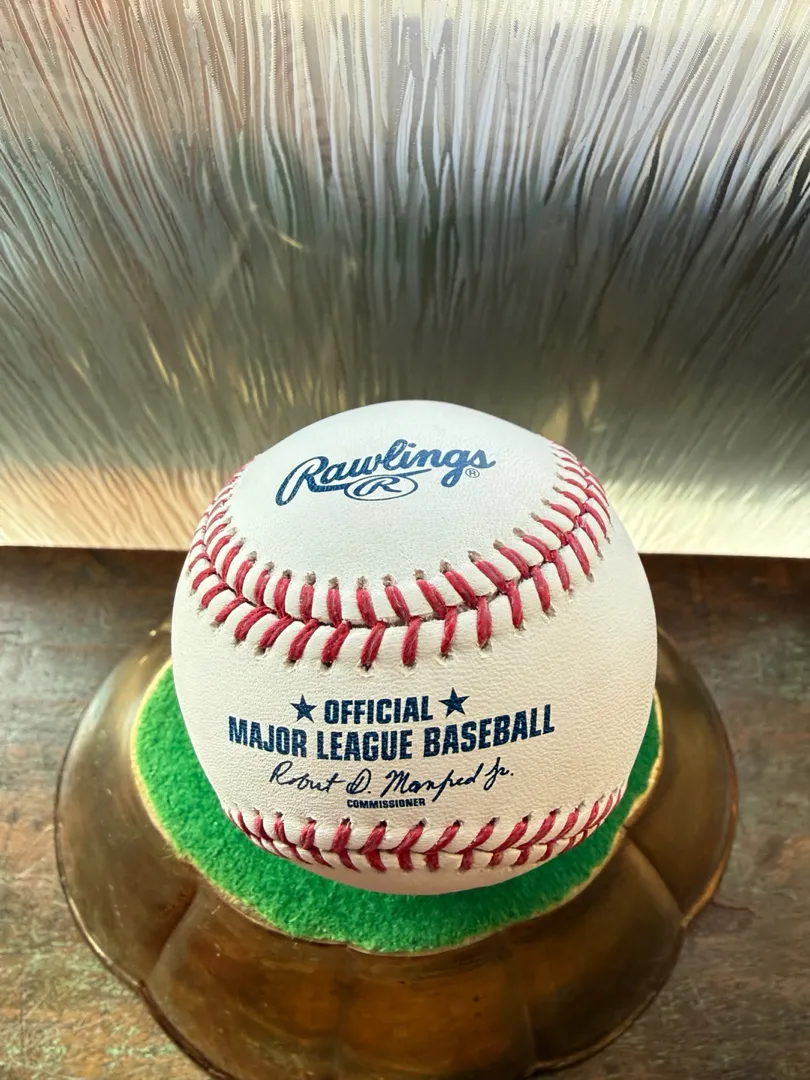 Rawlings®
R
★ OFFICIAL ★
MAJOR LEAGUE BASEBALL
Robert D. Manfred Jr.
COMMISSIONER